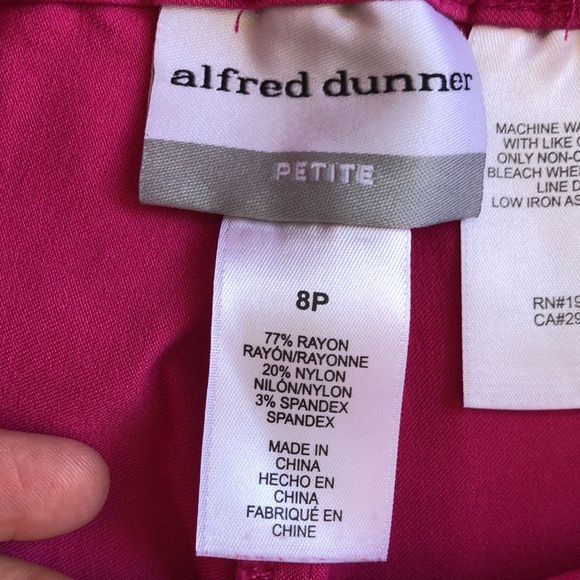 alfred dunner
PETITE
8P
77% RAYON
RAYÓN/RAYONNE
20% NYLON
NILÓN/NYLON
3% SPANDEX
SPANDEX
MADE IN
CHINA
HECHO EN
CHINA
FABRIQUÉ EN
CHINE
MACHINE WA
WITH LIKE
ONLY NON-C
BLEACH WHE
LINE D
LOW IRON AS
RN#19
CA#29